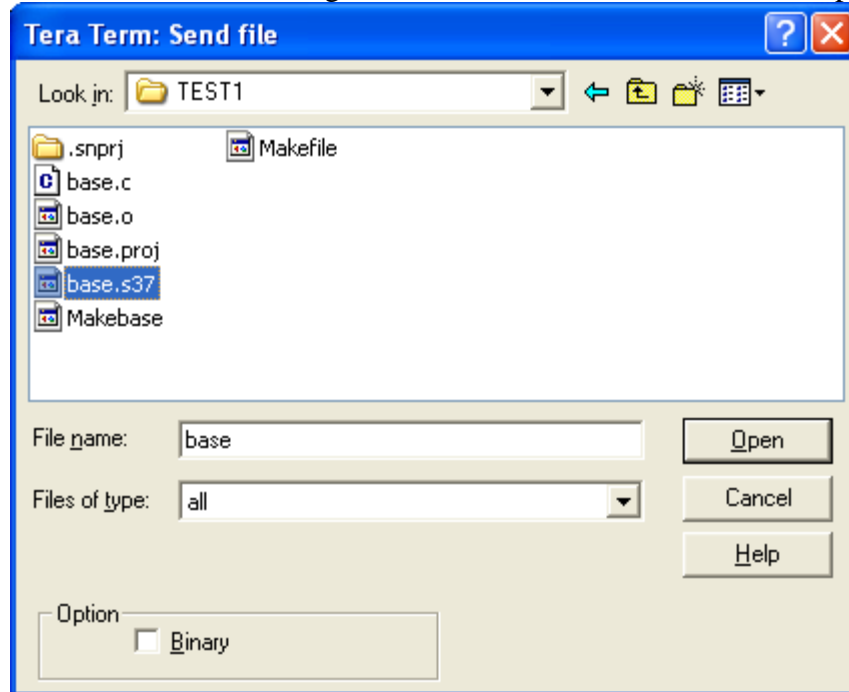 Tera Term: Send file
Look in: TEST1
.snprj Makefile
base.c
base.o
base.proj
base.s37
Makebase
File name: base Open
Files of type: all Cancel
Help
Option
Binary